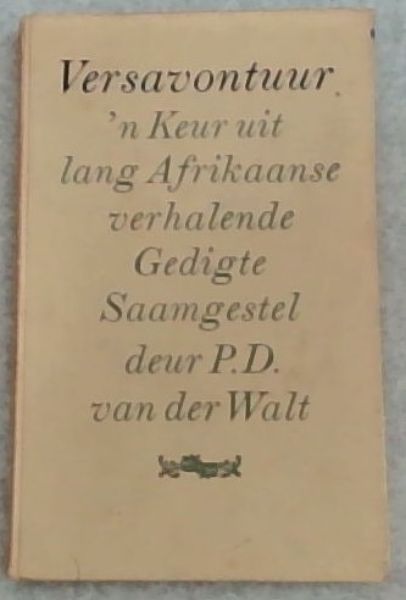 Versavontuur
'n Keur uit
lang Afrikaanse
verhalende
Gedigte
Saamgestel
deur P.D.
van der Walt